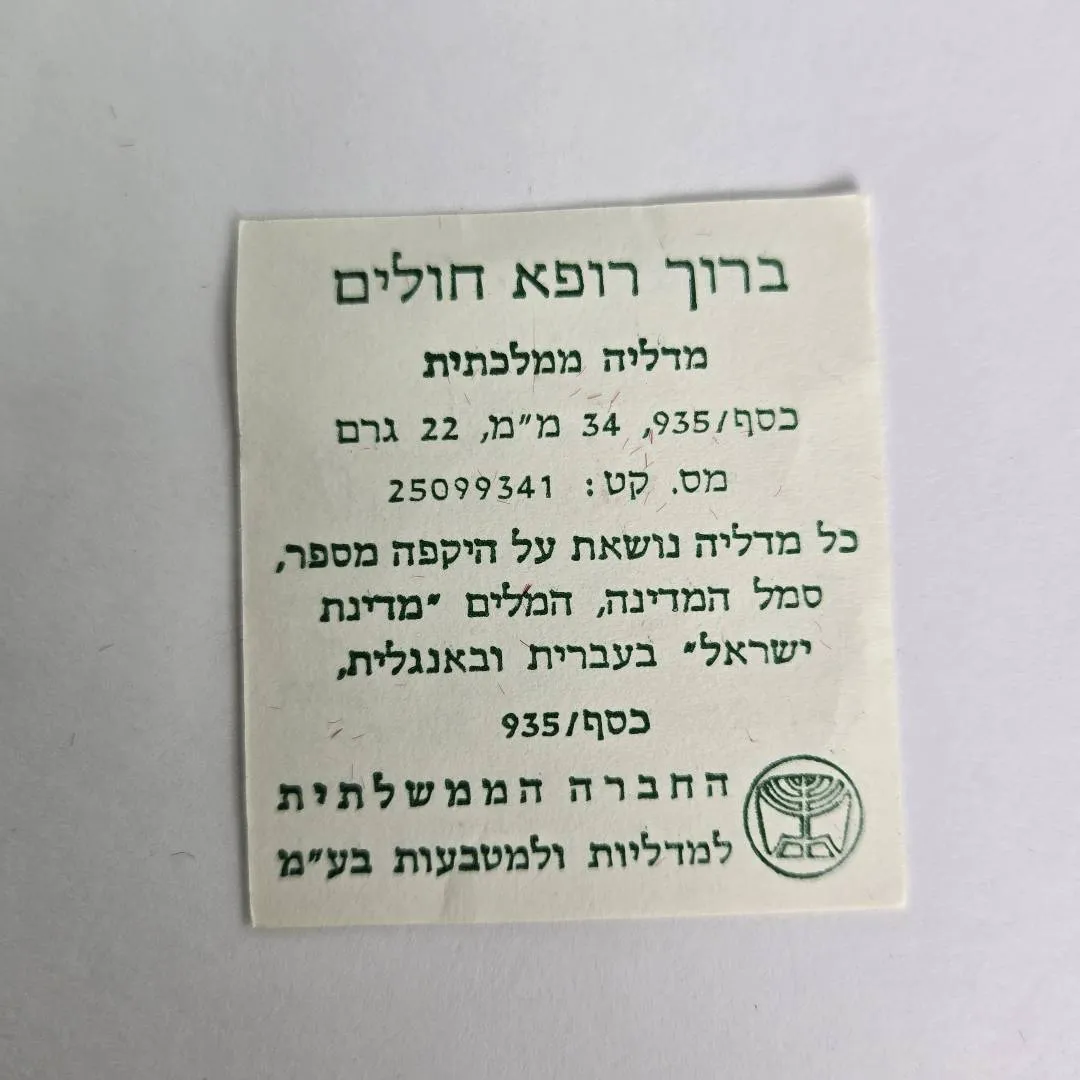 ברוך רופא חולים
מדליה ממלכתית
כסף/935, 34 מ"מ, 22 גרם
מס. קט: 25099341
כל מדליה נושאת על היקפה מספר,
סמל המדינה, המלים "מדינת
ישראל" בעברית ובאנגלית,
כסף/935
החברה הממשלתית
למדליות ולמטבעות בע"מ